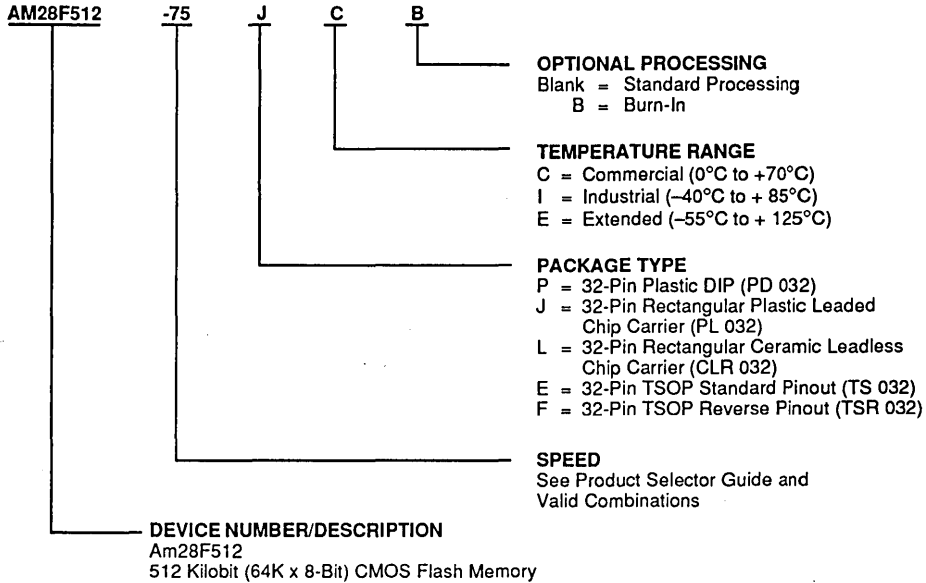 AM28F512 -75 J C B
OPTIONAL PROCESSING
Blank = Standard Processing
B = Burn-In
TEMPERATURE RANGE
C = Commercial (0°C to +70°C)
I = Industrial (–40°C to + 85°C)
E = Extended (–55°C to + 125°C)
PACKAGE TYPE
P = 32-Pin Plastic DIP (PD 032)
J = 32-Pin Rectangular Plastic Leaded
Chip Carrier (PL 032)
L = 32-Pin Rectangular Ceramic Leadless
Chip Carrier (CLR 032)
E = 32-Pin TSOP Standard Pinout (TS 032)
F = 32-Pin TSOP Reverse Pinout (TSR 032)
SPEED
See Product Selector Guide and
Valid Combinations
DEVICE NUMBER/DESCRIPTION
Am28F512
512 Kilobit (64K x 8-Bit) CMOS Flash Memory